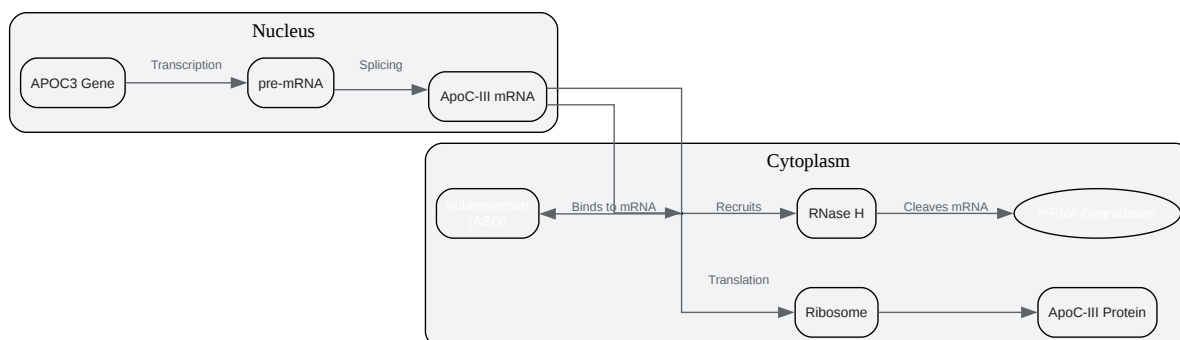 Nucleus
APOC3 Gene
Transcription
pre-mRNA
Splicing
ApoC-III mRNA
Cytoplasm
Volanesorsen
(ASO)
Binds to mRNA
Recruits
RNase H
Cleaves mRNA
mRNA Degradation
Translation
Ribosome
ApoC-III Protein